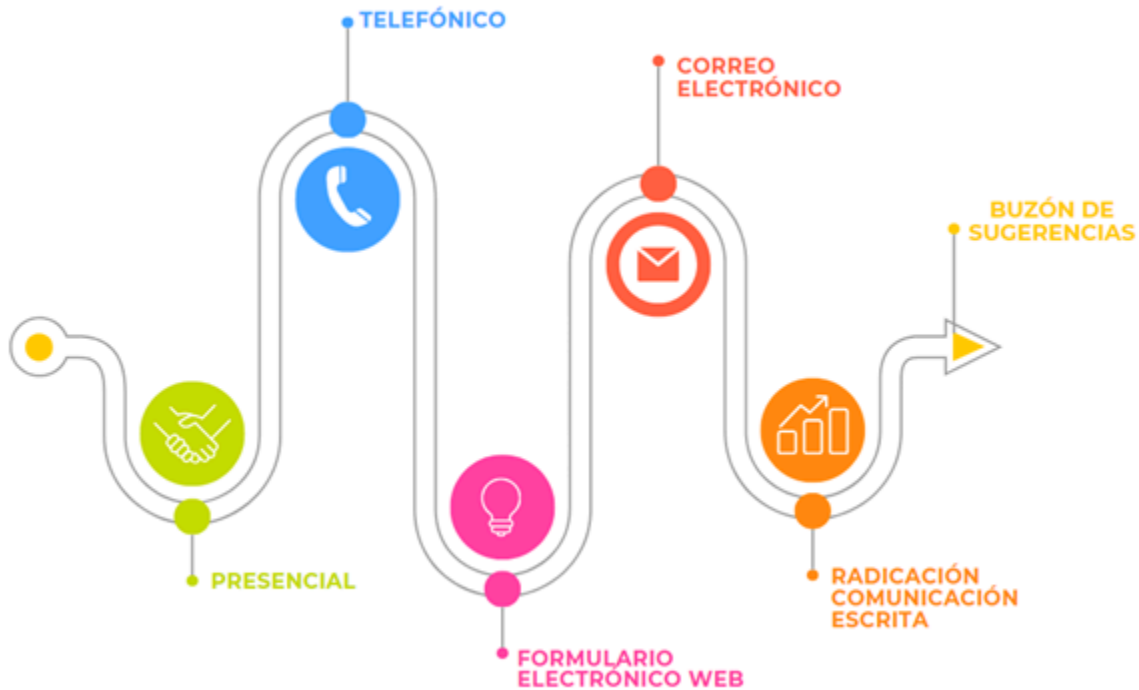 TELEFÓNICO
CORREO
ELECTRÓNICO
BUZÓN DE
SUGERENCIAS
PRESENCIAL
RADICACIÓN
COMUNICACIÓN
ESCRITA
FORMULARIO
ELECTRÓNICO WEB